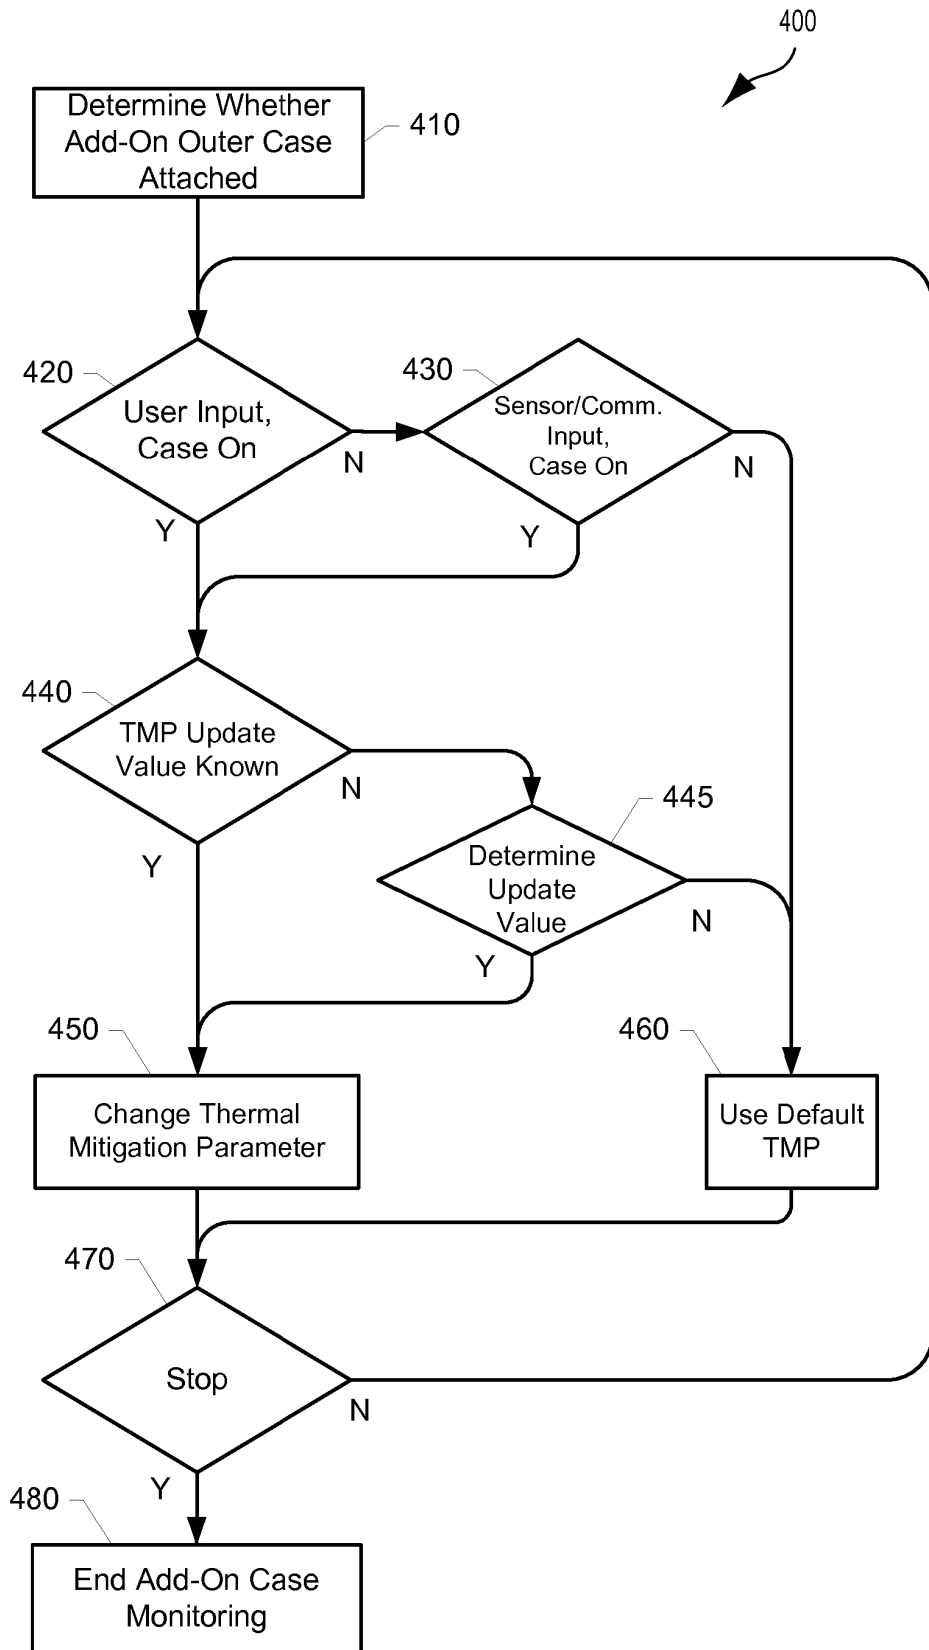 400
Determine Whether
Add-On Outer Case
Attached
410
420
User Input,
Case On
N
Y
430
Sensor/Comm.
Input,
Case On
N
Y
440
TMP Update
Value Known
N
Y
445
Determine
Update
Value
N
Y
450
Change Thermal
Mitigation Parameter
460
Use Default
TMP
470
Stop
N
Y
480
End Add-On Case
Monitoring